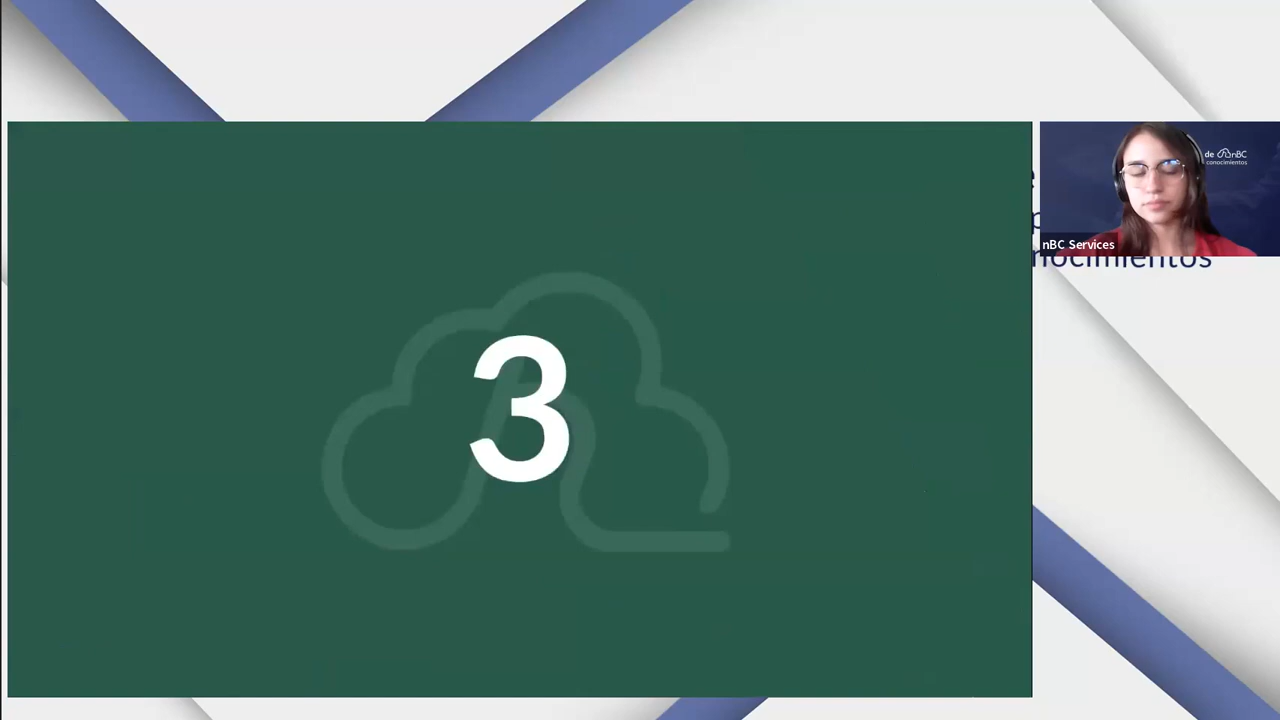 3
de nBC
conocimientos
nBC Services
nocimientos